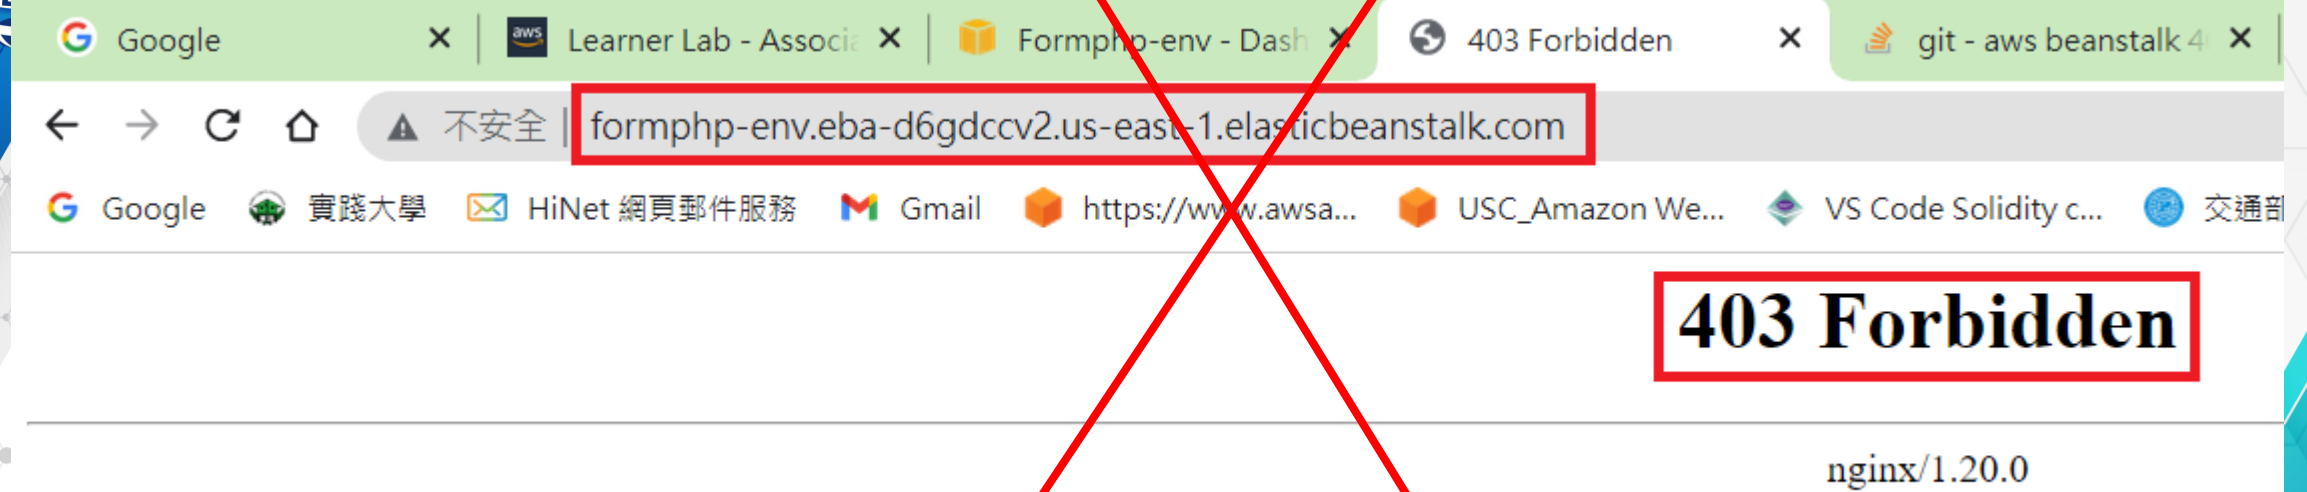 Google
aws Learner Lab - Associa
Formphp-env - Dash
403 Forbidden
git - aws beanstalk 4
不安全 | formphp-env.eba-d6gdccv2.us-east-1.elasticbeanstalk.com
Google 實踐大學 HiNet 網頁郵件服務 Gmail https://www.awsa... USC_Amazon We... VS Code Solidity c... 交通部
403 Forbidden
nginx/1.20.0